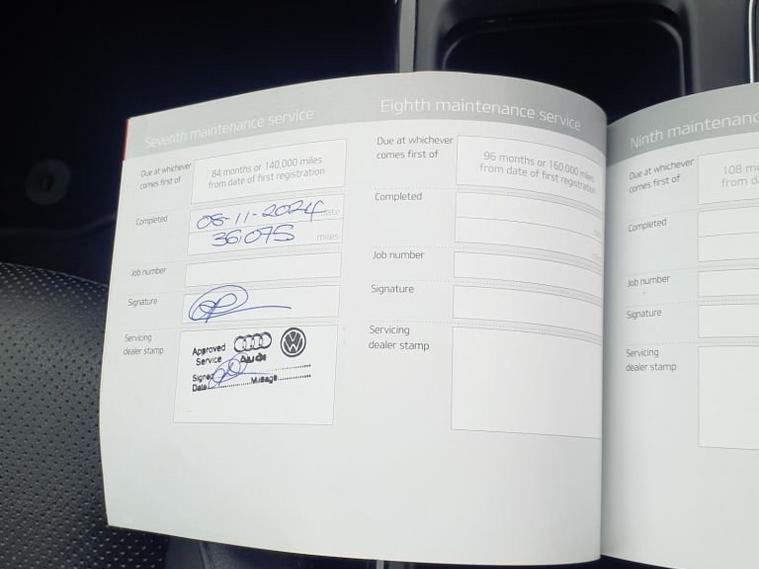 Seventh maintenance service
Due at whichever
comes first of
84 months or 140,000 miles
from date of first registration
Completed
08-11-2024 date
36,075 miles
Job number
Signature
Servicing
dealer stamp
Approved
Service
Audi
Signed
Date Mileage
Eighth maintenance service
Due at whichever
comes first of
96 months or 160,000 miles
from date of first registration
Completed
Job number
Signature
Servicing
dealer stamp
Ninth maintenanc
Due at whichever
comes first of
108 mo
from d
Completed
Job number
Signature
Servicing
dealer stamp